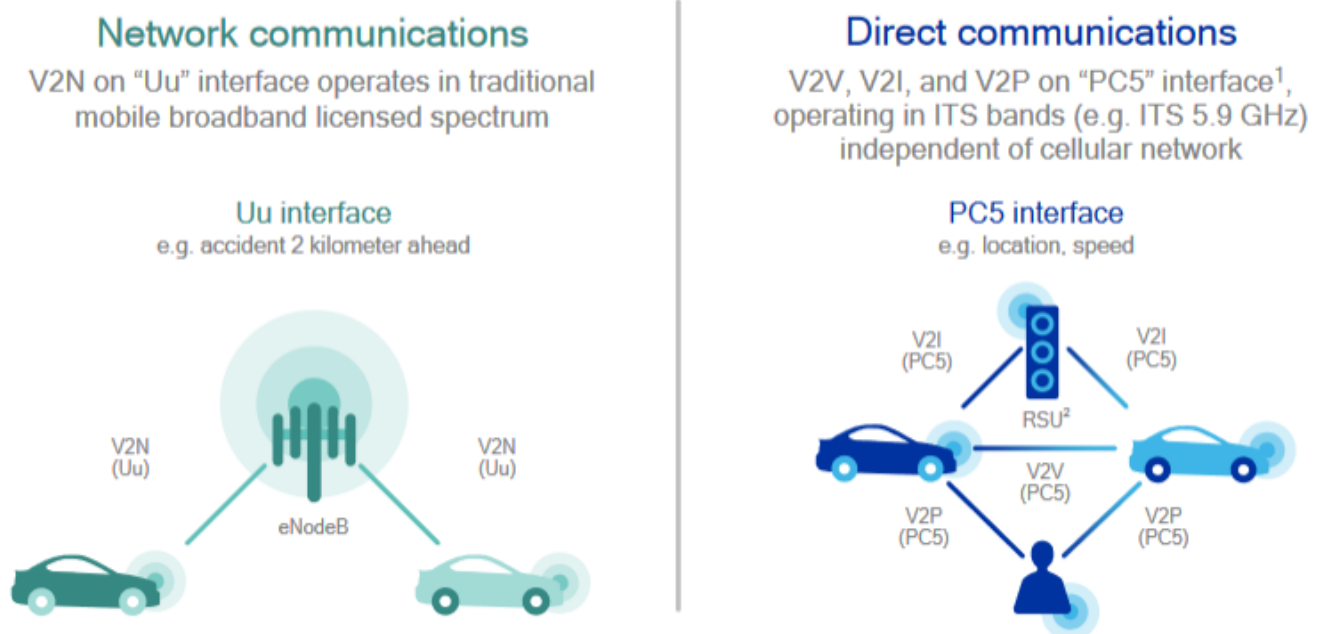 Network communications
V2N on “Uu” interface operates in traditional
mobile broadband licensed spectrum
Uu interface
e.g. accident 2 kilometer ahead
V2N
(Uu)
V2N
(Uu)
eNodeB
Direct communications
V2V, V2I, and V2P on “PC5” interface¹,
operating in ITS bands (e.g. ITS 5.9 GHz)
independent of cellular network
PC5 interface
e.g. location, speed
V2I
(PC5)
V2I
(PC5)
RSU²
V2V
(PC5)
V2P
(PC5)
V2P
(PC5)